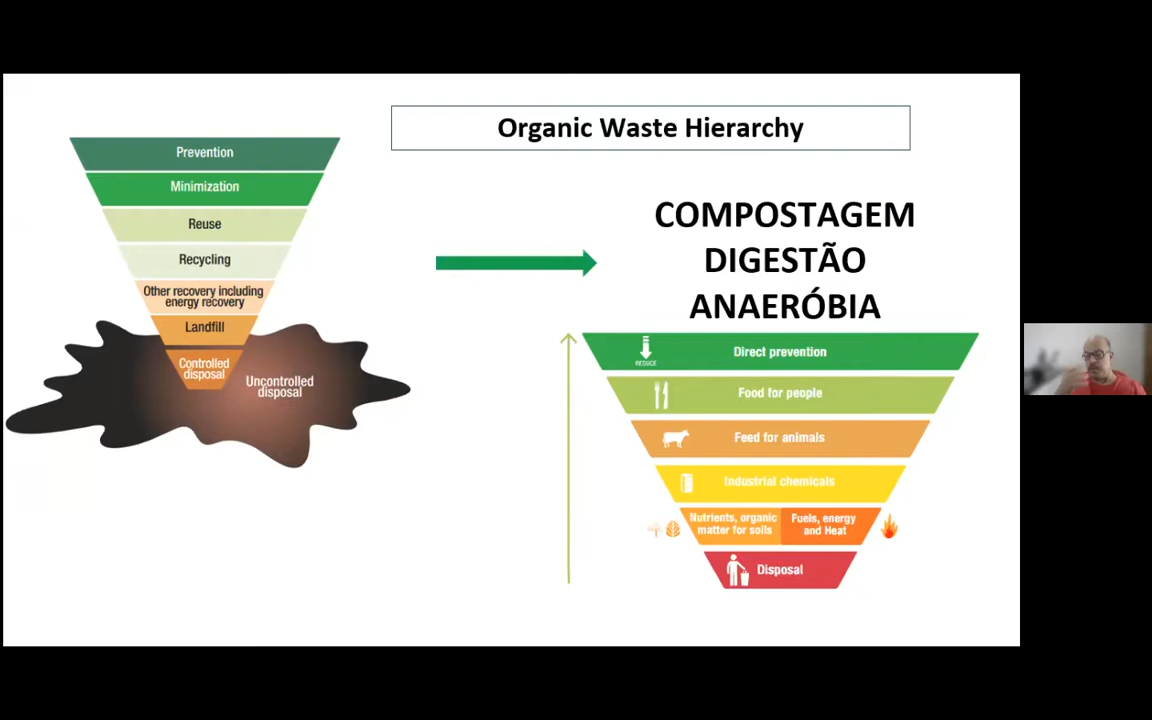 Organic Waste Hierarchy
Prevention
Minimization
Reuse
Recycling
Other recovery including
energy recovery
Landfill
Controlled
disposal
Uncontrolled
disposal
COMPOSTAGEM
DIGESTÃO
ANAERÓBIA
REDUCE
Direct prevention
Food for people
Feed for animals
Industrial chemicals
Nutrients, organic
matter for soils
Fuels, energy
and Heat
Disposal